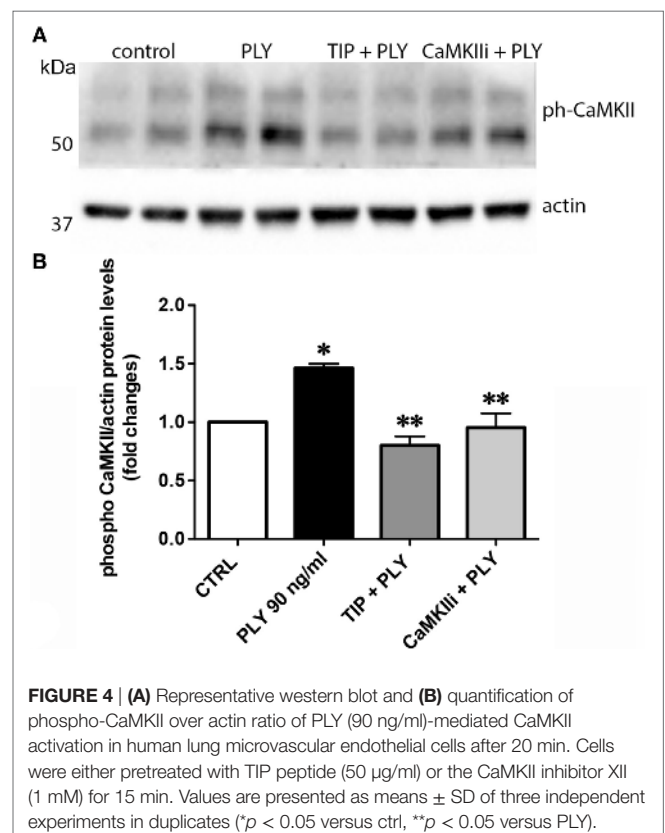 A
control PLY TIP + PLY CaMKIIi + PLY
kDa
ph-CaMKII
50
actin
37
B
phospho CaMKII/actin protein levels
(fold changes)
2.0
1.5
1.0
0.5
0.0
*
**
**
CTRL
PLY 90 ng/ml
TIP + PLY
CaMKIIi + PLY
FIGURE 4 | (A) Representative western blot and (B) quantification of
phospho-CaMKII over actin ratio of PLY (90 ng/ml)-mediated CaMKII
activation in human lung microvascular endothelial cells after 20 min. Cells
were either pretreated with TIP peptide (50 µg/ml) or the CaMKII inhibitor XII
(1 mM) for 15 min. Values are presented as means ± SD of three independent
experiments in duplicates (*p < 0.05 versus ctrl, **p < 0.05 versus PLY).